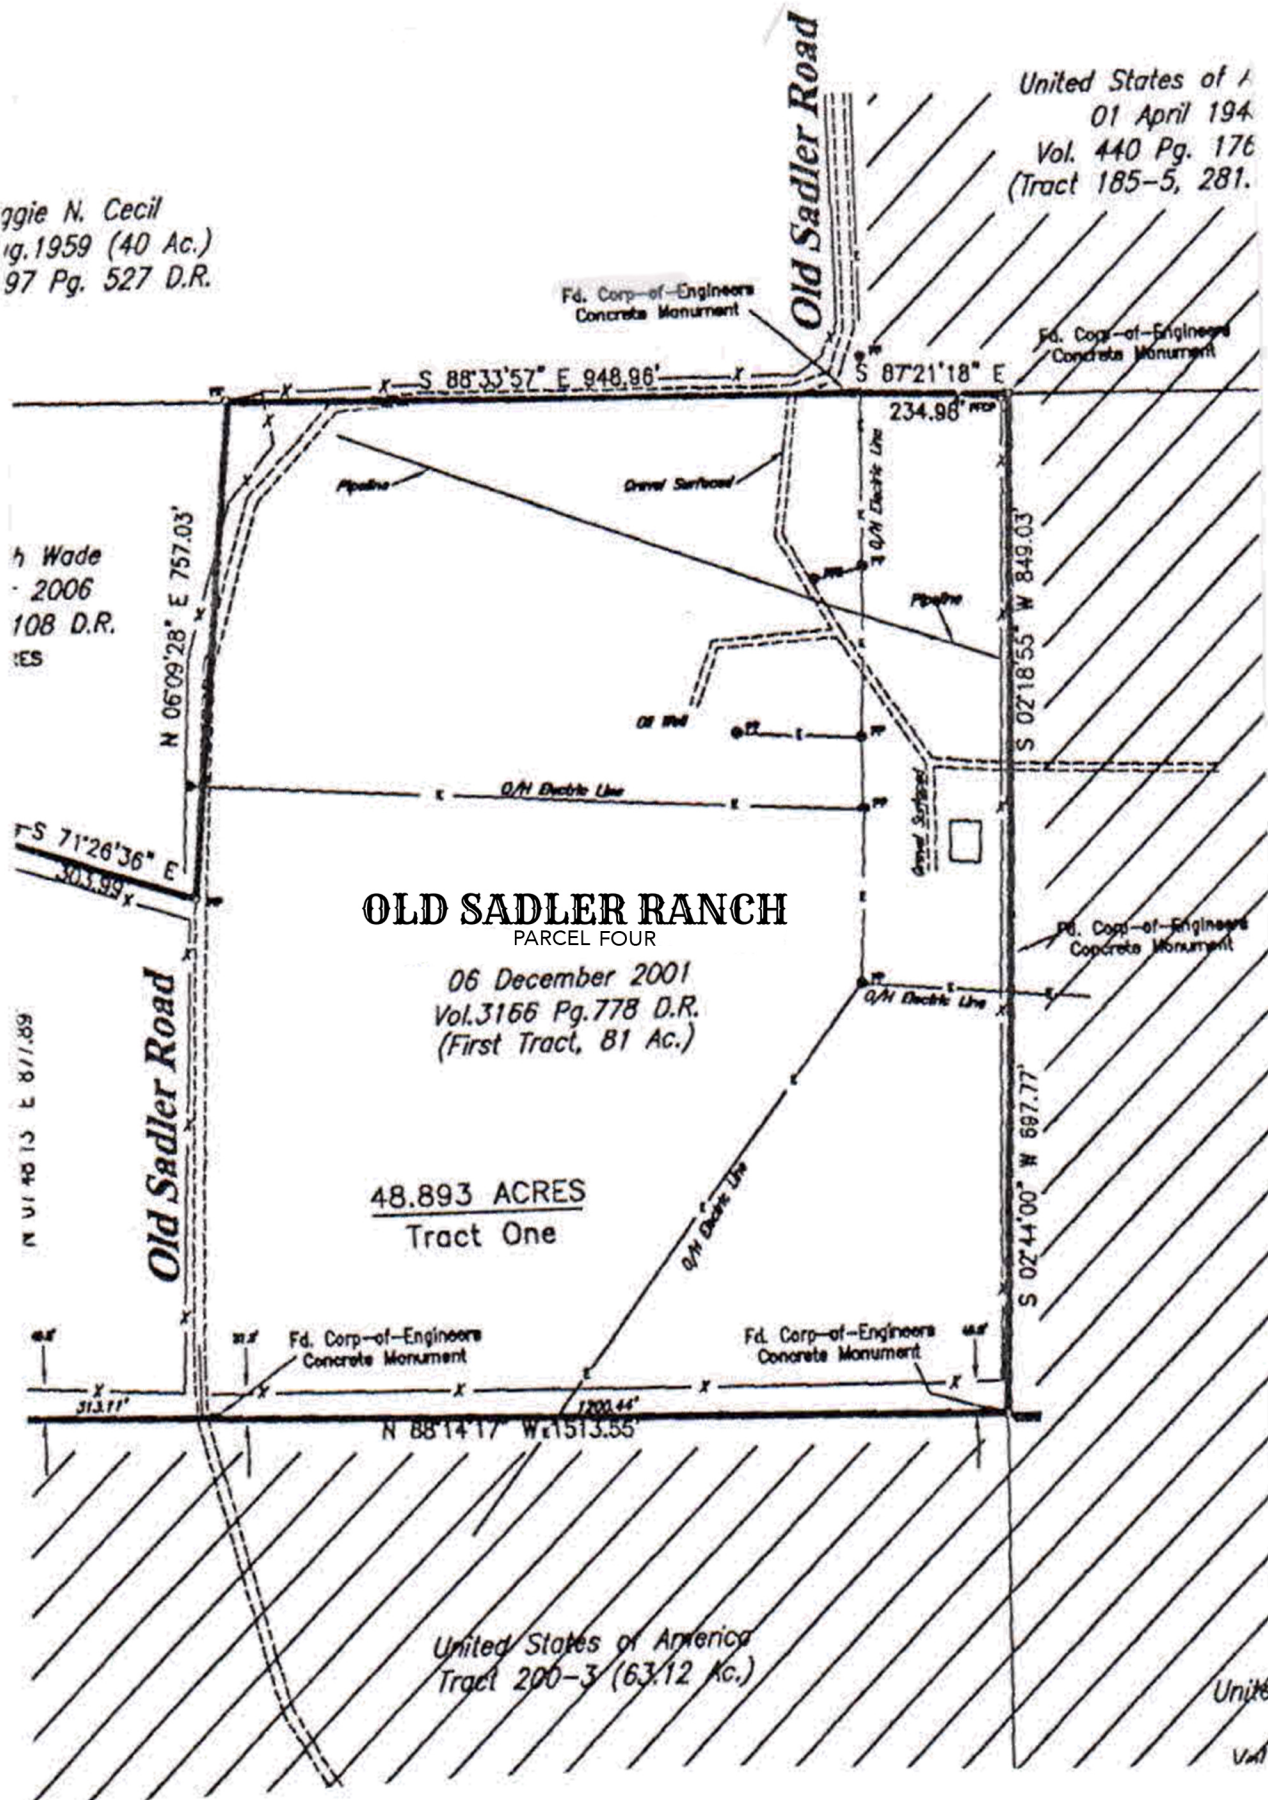 Old Sadler Road
United States of A
01 April 194
Vol. 440 Pg. 176
(Tract 185-5, 281.
ggie N. Cecil
ug.1959 (40 Ac.)
97 Pg. 527 D.R.
Fd. Corp-of-Engineers
Concrete Monument
Fd. Corp-of-Engineers
Concrete Monument
PP
S 88°33'57" E 948.96'
X
X
X
S 87°21'18" E
234.98'
Pipeline
Gravel Surfaced
O/H Electric Line
N 06°09'28" E 757.03'
S 02°18'55" W 849.03'
h Wade
- 2006
108 D.R.
RES
Pipeline
Oil Well
PP
E
PP
O/H Electric Line
E
E
PP
Gravel Surfaced
S 71°26'36" E
303.99'
X
OLD SADLER RANCH
PARCEL FOUR
06 December 2001
Vol.3166 Pg.778 D.R.
(First Tract, 81 Ac.)
Fd. Corp-of-Engineers
Concrete Monument
PP
O/H Electric Line
E
E
Old Sadler Road
48.893 ACRES
Tract One
O/H Electric Line
S 02°44'00" W 697.77'
Fd. Corp-of-Engineers
Concrete Monument
Fd. Corp-of-Engineers
Concrete Monument
X
X
X
X
X
313.11'
1200.44'
N 88°14'17" W 1513.55'
United States of America
Tract 200-3 (63.12 Ac.)
Unite